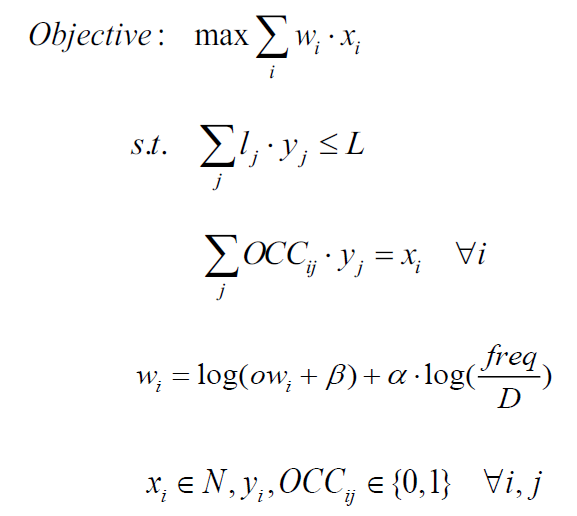 Objective: max ∑_i w_i · x_i
s.t. ∑_j l_j · y_j ≤ L
∑_j OCC_ij · y_j = x_i ∀i
w_i = log(ow_i + β) + α · log(freq/D)
x_i ∈ N, y_i, OCC_ij ∈ {0,1} ∀i, j